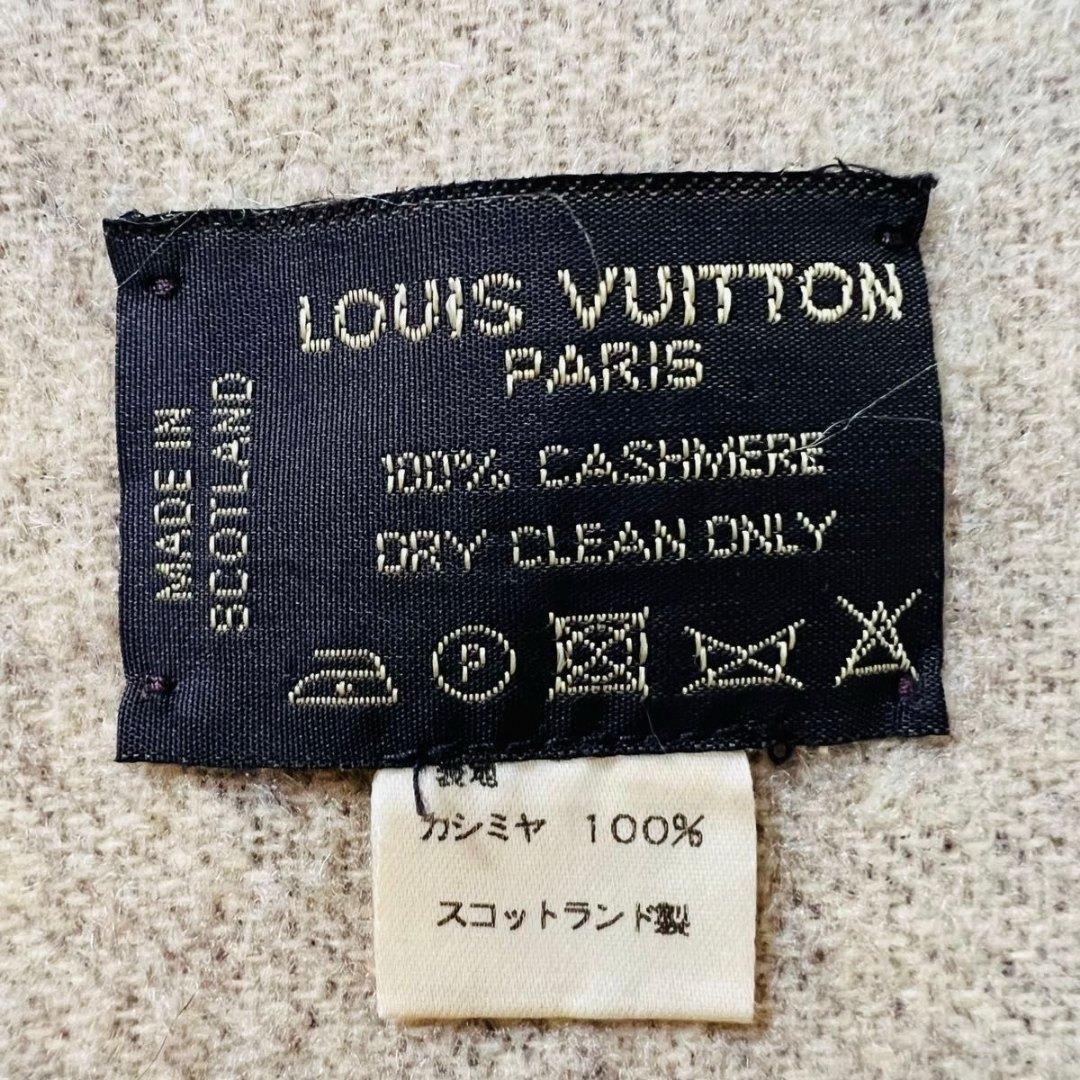 LOUIS VUITTON
PARIS
100% CASHMERE
DRY CLEAN ONLY
MADE IN
SCOTLAND
P
カシミヤ 100%
スコットランド製